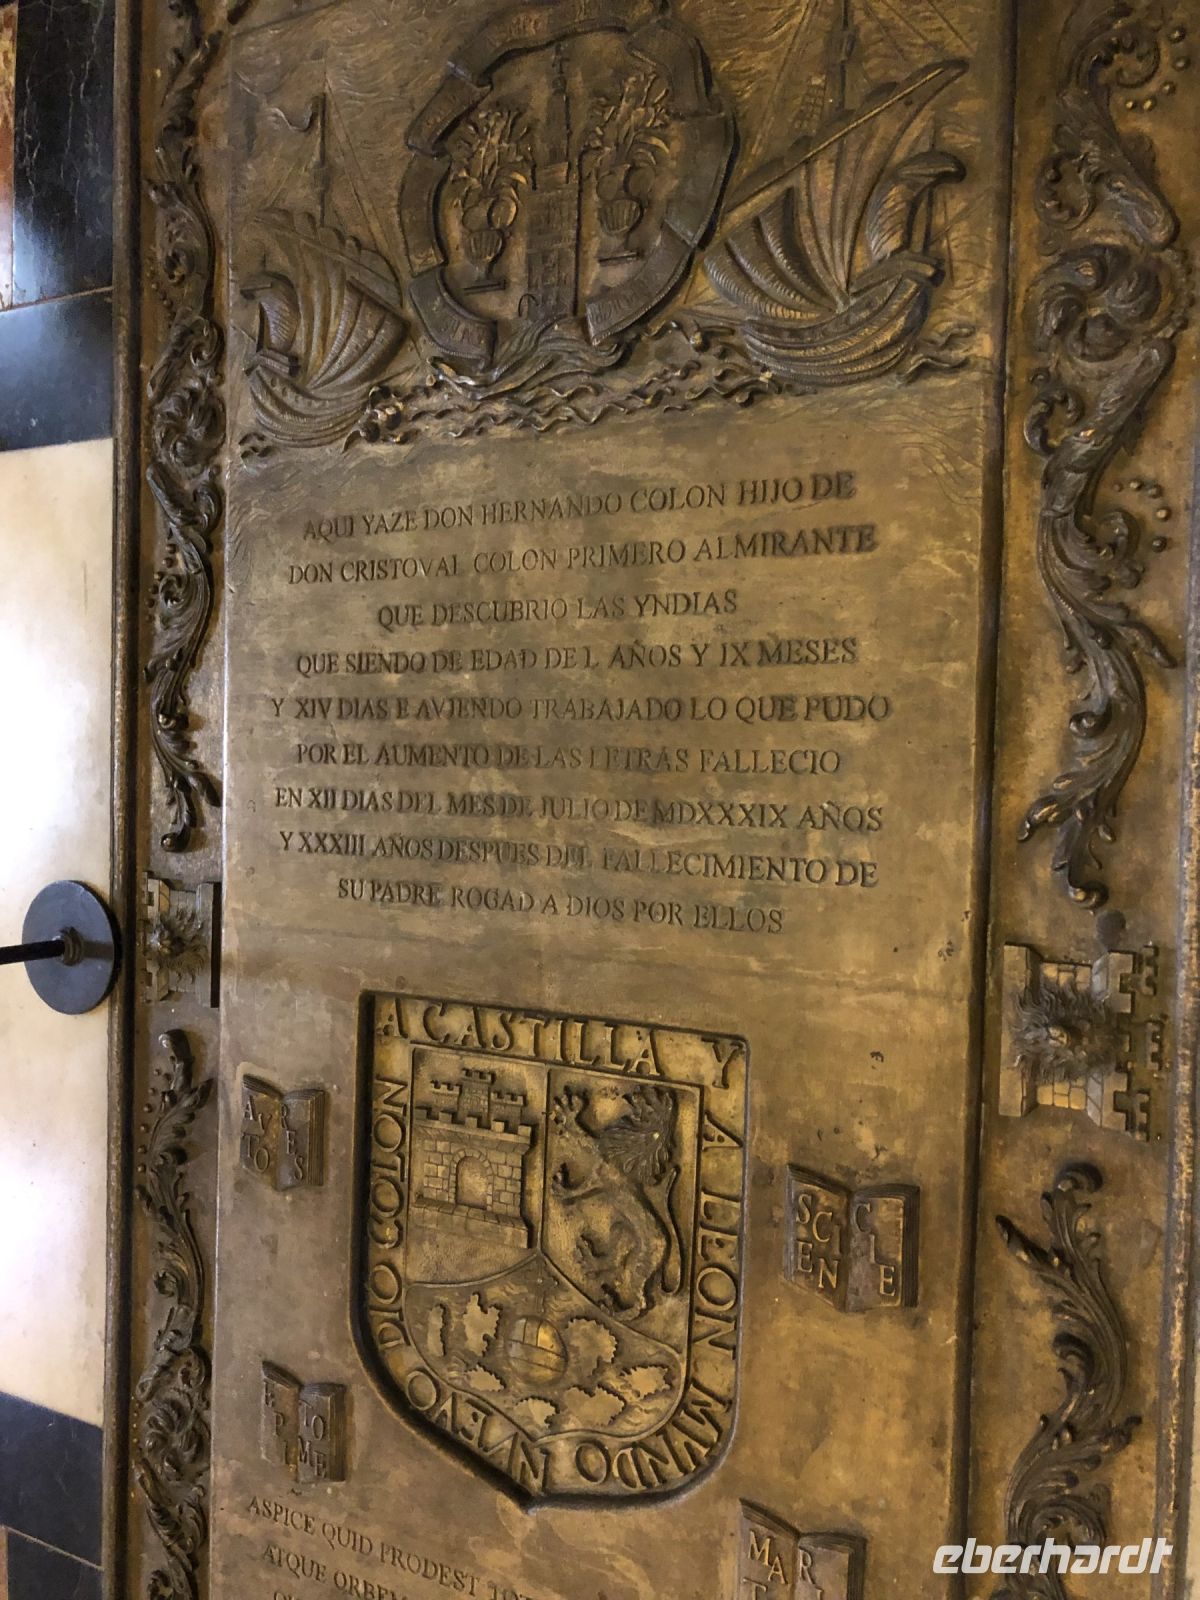 AQUI YAZE DON HERNANDO COLON HIJO DE
DON CRISTOVAL COLON PRIMERO ALMIRANTE
QUE DESCUBRIO LAS YNDIAS
QUE SIENDO DE EDAD DE L AÑOS Y IX MESES
Y XIV DIAS E AVJENDO TRABAJADO LO QUE PUDO
POR EL AUMENTO DE LAS LETRAS FALLECIO
EN XII DIAS DEL MES DE JULIO DE MDXXXIX AÑOS
Y XXXIII AÑOS DESPUES DEL FALLECIMIENTO DE
SU PADRE ROGAD A DIOS POR ELLOS
A CASTILLA Y A LEON MUNDO NUEVO DIO COLON
AV
TO
RES
SCI
EN
CIE
EPI
TOME
MA
T
RI
ASPICE QUID PRODEST
ATQUE ORBEM
eberhardt